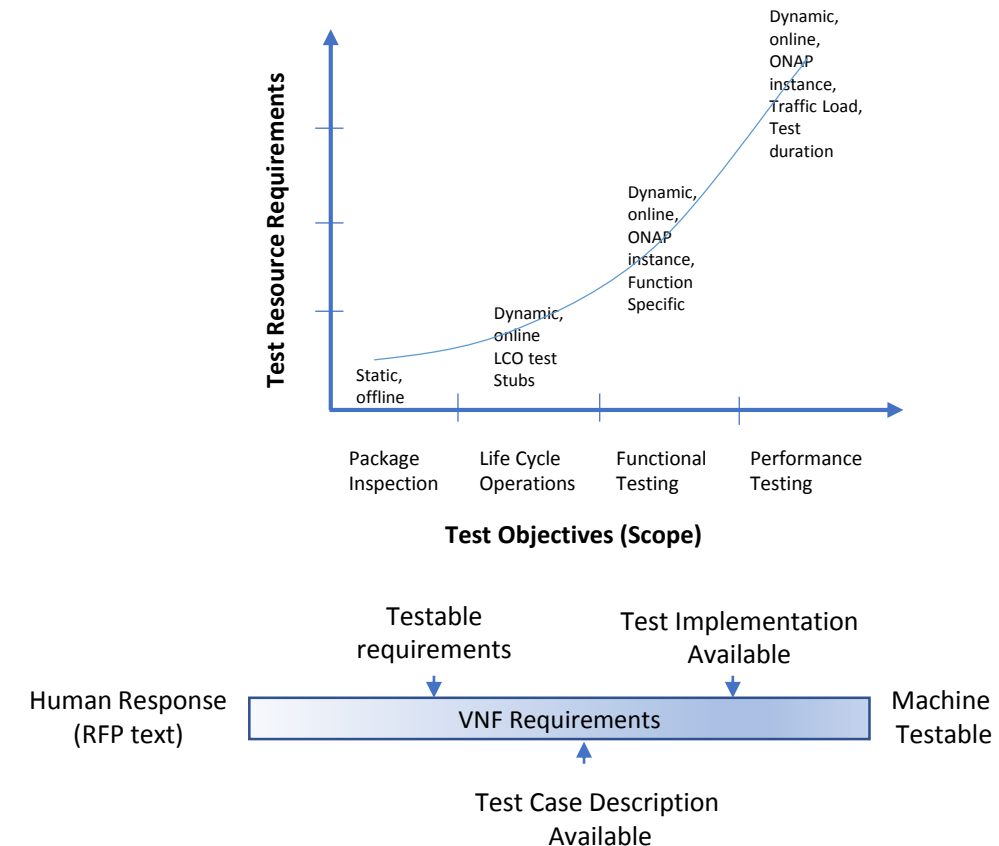 Dynamic,
online,
ONAP
instance,
Traffic Load,
Test
duration
Test Resource Requirements
Dynamic,
online,
ONAP
instance,
Function
Specific
Dynamic,
online
LCO test
Stubs
Static,
offline
Package
Inspection
Life Cycle
Operations
Functional
Testing
Performance
Testing
Test Objectives (Scope)
Testable
requirements
Test Implementation
Available
Human Response
(RFP text)
VNF Requirements
Machine
Testable
Test Case Description
Available